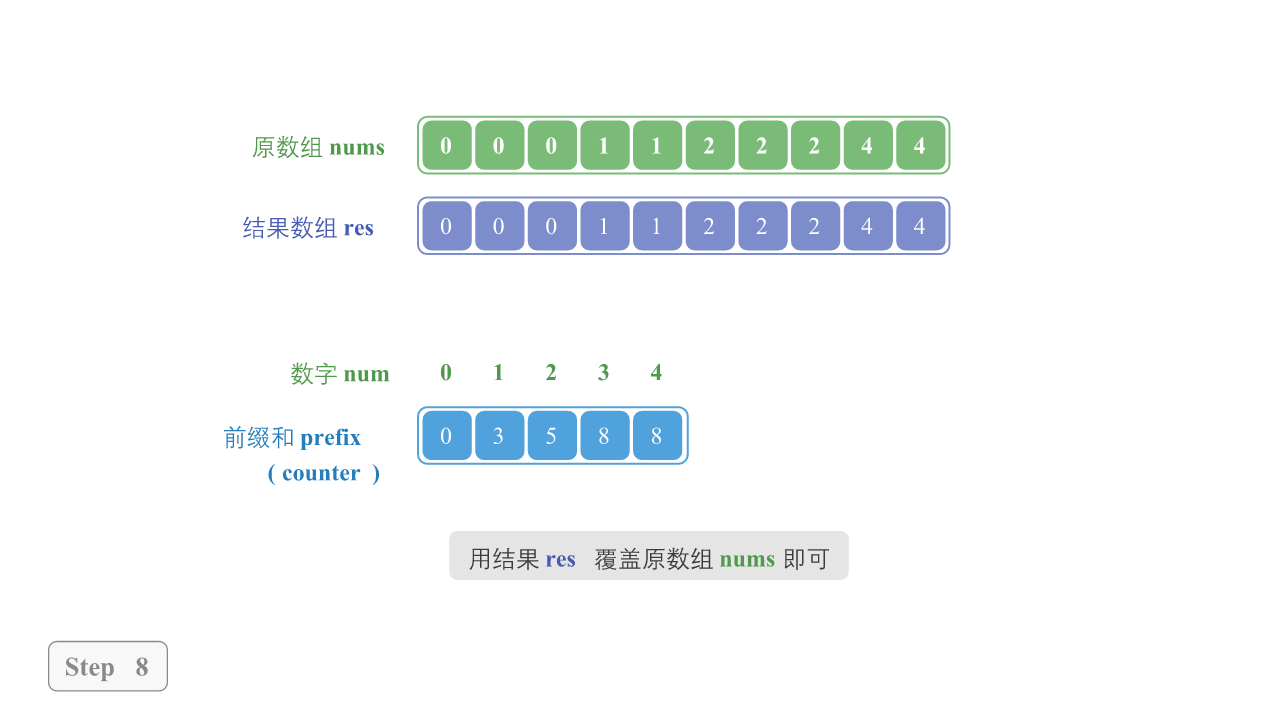 原数组 nums 0 0 0 1 1 2 2 2 4 4
结果数组 res 0 0 0 1 1 2 2 2 4 4
数字 num 0 1 2 3 4
前缀和 prefix 0 3 5 8 8
( counter )
用结果 res 覆盖原数组 nums 即可
Step 8